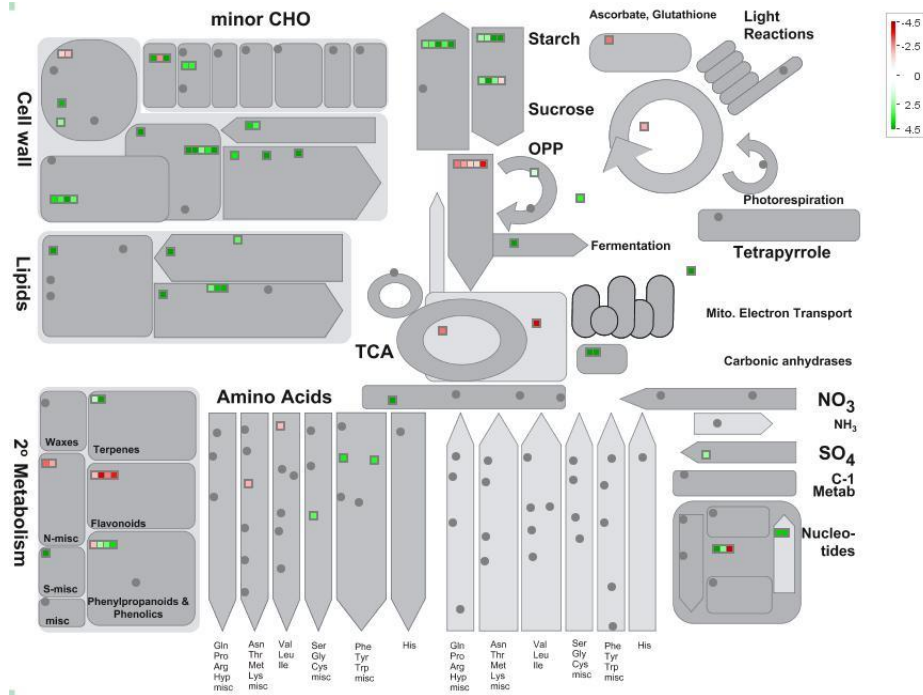 minor CHO
Cell wall
Lipids
2º Metabolism
Starch
Sucrose
OPP
Ascorbate, Glutathione
Light
Reactions
-4.5
-2.5
0
2.5
4.5
Photorespiration
Tetrapyrrole
Fermentation
Mito. Electron Transport
TCA
Carbonic anhydrases
Amino Acids
NO3
NH3
SO4
C-1
Metab
Nucleo-
tides
Waxes
Terpenes
N-misc
Flavonoids
S-misc
Phenylpropanoids &
Phenolics
misc
Gln
Pro
Arg
Hyp
misc
Asn
Thr
Met
Lys
misc
Val
Leu
Ile
Ser
Gly
Cys
misc
Phe
Tyr
Trp
misc
His
Gln
Pro
Arg
Hyp
misc
Asn
Thr
Met
Lys
misc
Val
Leu
Ile
Ser
Gly
Cys
misc
Phe
Tyr
Trp
misc
His